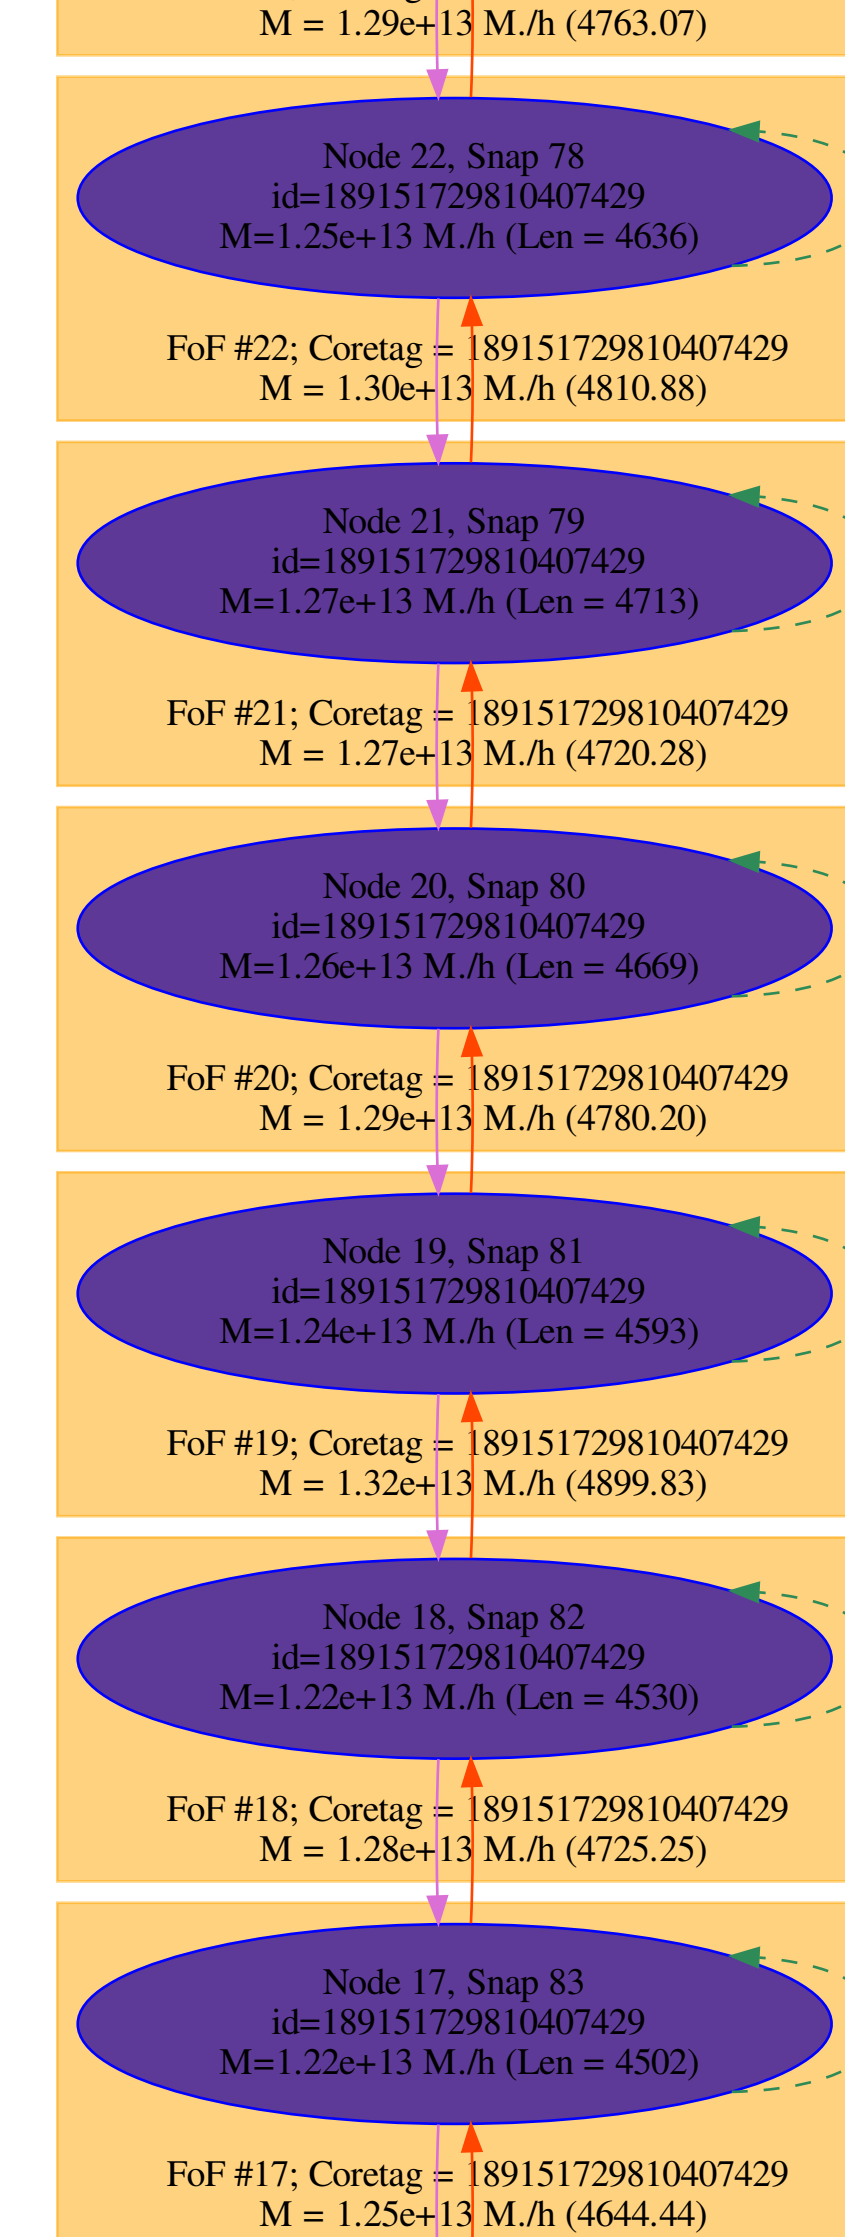 M = 1.29e+13 M./h (4763.07)
Node 22, Snap 78
id=189151729810407429
M=1.25e+13 M./h (Len = 4636)
FoF #22; Coretag = 189151729810407429
M = 1.30e+13 M./h (4810.88)
Node 21, Snap 79
id=189151729810407429
M=1.27e+13 M./h (Len = 4713)
FoF #21; Coretag = 189151729810407429
M = 1.27e+13 M./h (4720.28)
Node 20, Snap 80
id=189151729810407429
M=1.26e+13 M./h (Len = 4669)
FoF #20; Coretag = 189151729810407429
M = 1.29e+13 M./h (4780.20)
Node 19, Snap 81
id=189151729810407429
M=1.24e+13 M./h (Len = 4593)
FoF #19; Coretag = 189151729810407429
M = 1.32e+13 M./h (4899.83)
Node 18, Snap 82
id=189151729810407429
M=1.22e+13 M./h (Len = 4530)
FoF #18; Coretag = 189151729810407429
M = 1.28e+13 M./h (4725.25)
Node 17, Snap 83
id=189151729810407429
M=1.22e+13 M./h (Len = 4502)
FoF #17; Coretag = 189151729810407429
M = 1.25e+13 M./h (4644.44)